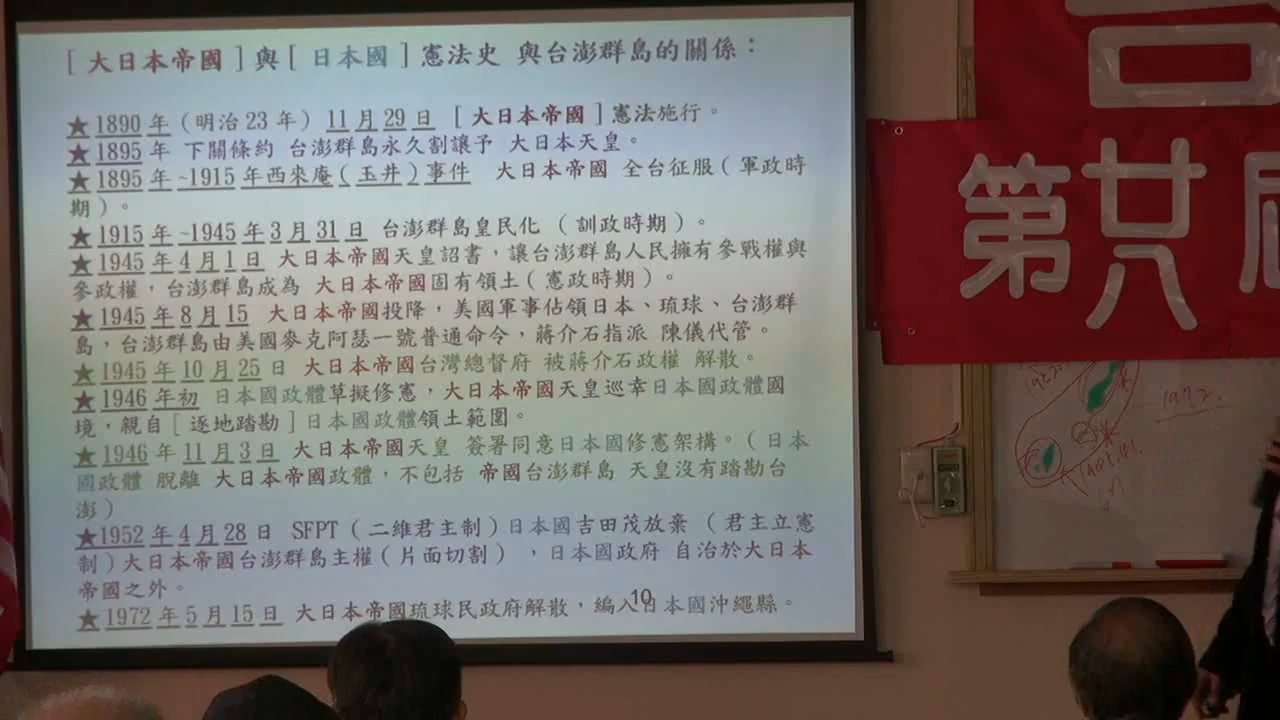 [ 大日本帝國 ] 與 [ 日本國 ] 憲法史 與台澎群島的關係：
★1890 年（明治 23 年） 11 月 29 日 [ 大日本帝國 ] 憲法施行。
★1895 年 下關條約 台澎群島永久割讓予 大日本天皇。
★1895 年 ~1915 年西來庵（玉井）事件 大日本帝國 全台征服（軍政時
期）。
★1915 年 ~1945 年 3 月 31 日 台澎群島皇民化 （訓政時期）。
★1945 年 4 月 1 日 大日本帝國天皇詔書，讓台澎群島人民擁有參戰權與
參政權，台澎群島成為 大日本帝國固有領土（憲政時期）。
★1945 年 8 月 15 大日本帝國投降，美國軍事佔領日本、琉球、台澎群
島，台澎群島由美國麥克阿瑟一號普通命令，蔣介石指派 陳儀代管。
★1945 年 10 月 25 日 大日本帝國台灣總督府 被蔣介石政權 解散。
★1946 年初 日本國政體草擬修憲，大日本帝國天皇巡幸日本國政體國
境，親自 [ 逐地踏勘 ] 日本國政體領土範圍。
★1946 年 11 月 3 日 大日本帝國天皇 簽署同意日本國修憲架構。（日本
國政體 脫離 大日本帝國政體，不包括 帝國台澎群島 天皇沒有踏勘台
澎）
★1952 年 4 月 28 日 SFPT（二維君主制）日本國吉田茂放棄 （君主立憲
制）大日本帝國台澎群島主權（片面切割） ，日本國政府 自治於大日本
帝國之外。
★1972 年 5 月 15 日 大日本帝國琉球民政府解散，編入日本國沖繩縣。
10
第廿八屆
1972.